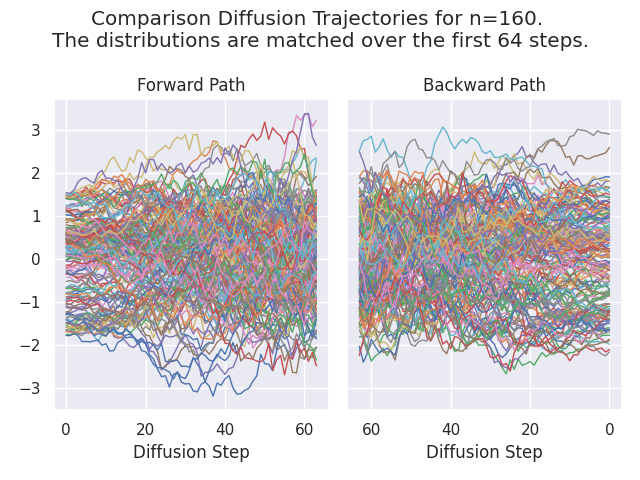 Comparison Diffusion Trajectories for n=160.
The distributions are matched over the first 64 steps.
Forward Path
Backward Path
3
2
1
0
−1
−2
−3
0 20 40 60
60 40 20 0
Diffusion Step
Diffusion Step